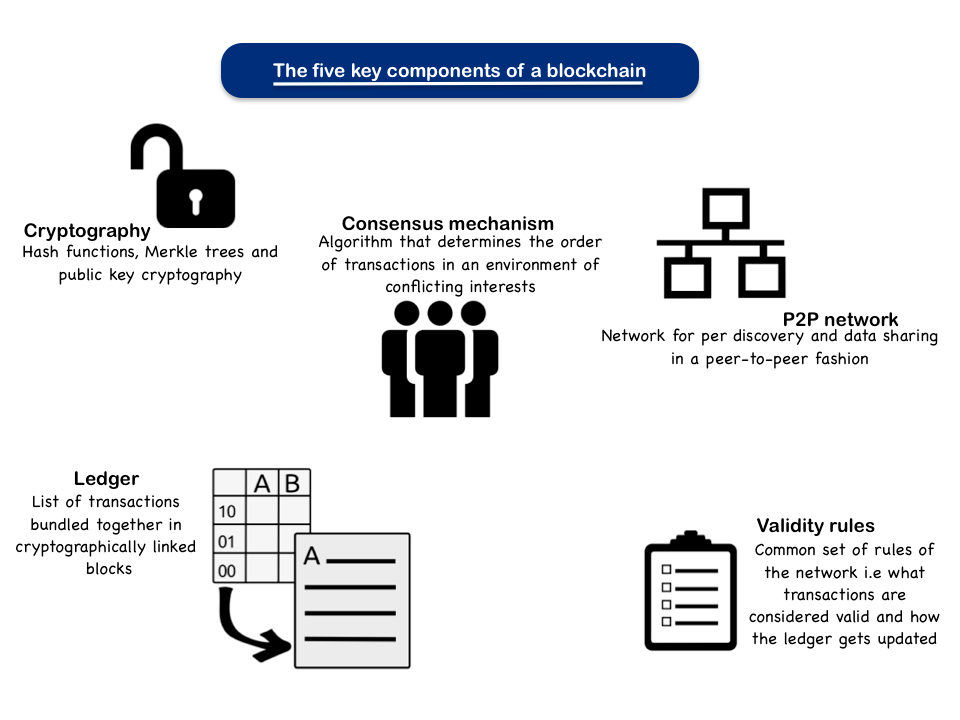 The five key components of a blockchain
Cryptography
Hash functions, Merkle trees and
public key cryptography
Consensus mechanism
Algorithm that determines the order
of transactions in an environment of
conflicting interests
P2P network
Network for per discovery and data sharing
in a peer-to-peer fashion
Ledger
List of transactions
bundled together in
cryptographically linked
blocks
A B
10
01
00
A
Validity rules
Common set of rules of
the network i.e what
transactions are
considered valid and how
the ledger gets updated